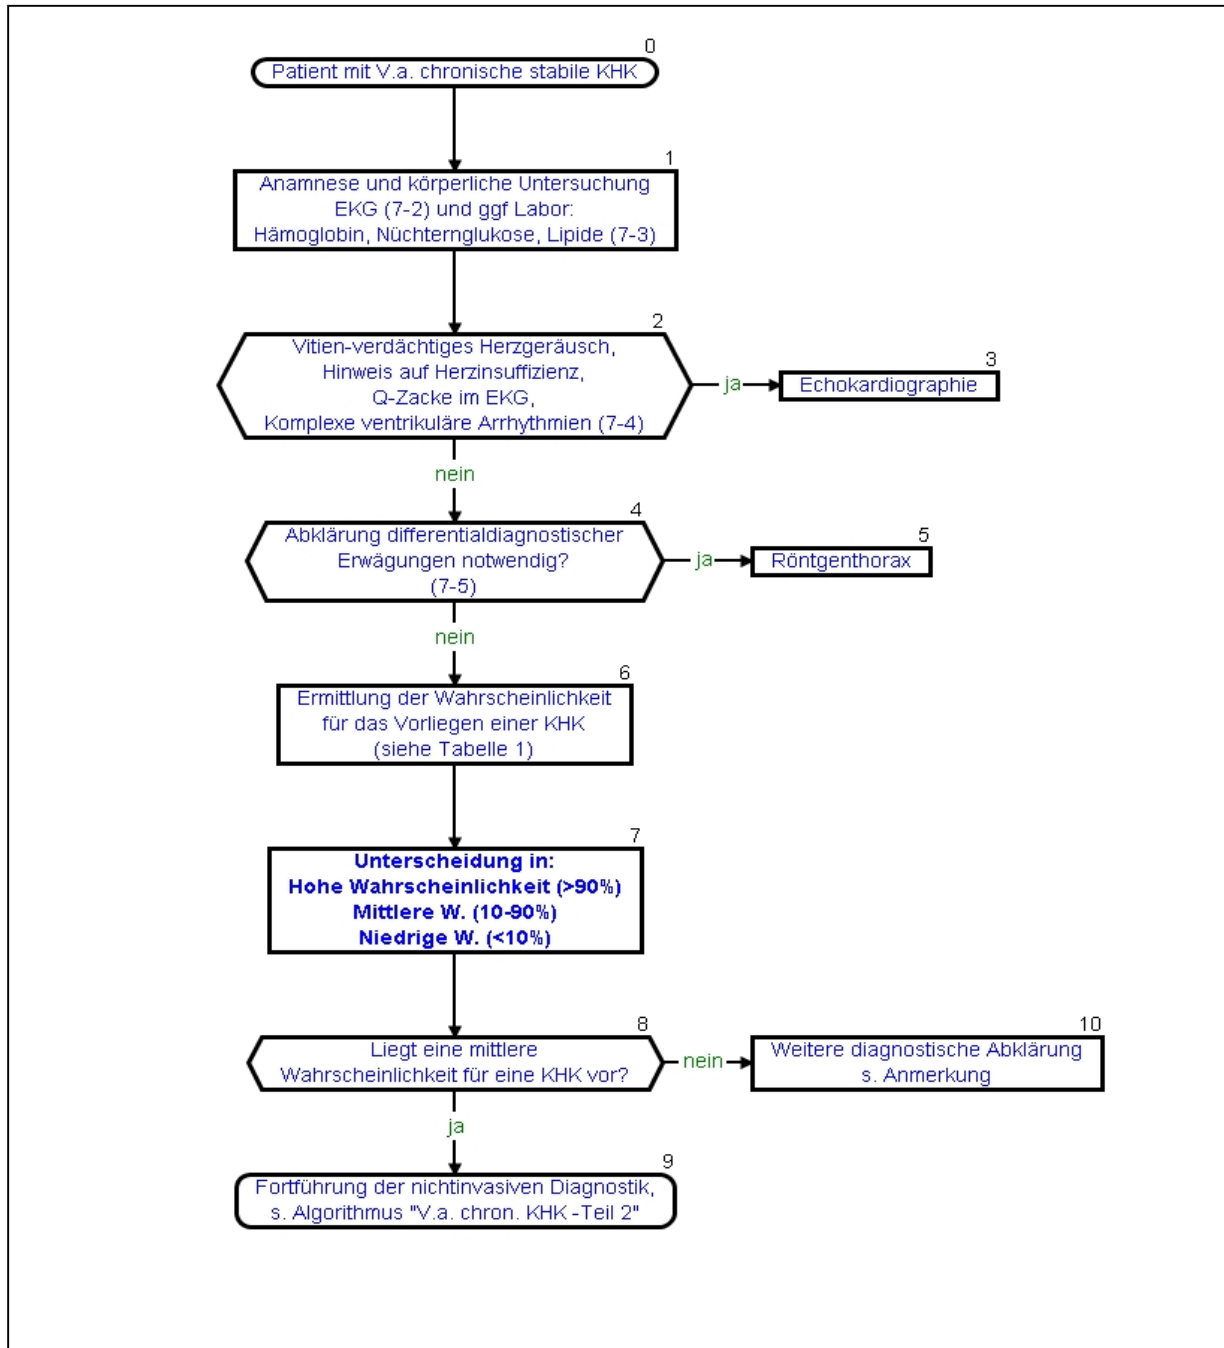 0
Patient mit V.a. chronische stabile KHK
1
Anamnese und körperliche Untersuchung
EKG (7-2) und ggf Labor:
Hämoglobin, Nüchternglukose, Lipide (7-3)
2
Vitien-verdächtiges Herzgeräusch,
Hinweis auf Herzinsuffizienz,
Q-Zacke im EKG,
Komplexe ventrikuläre Arrhythmien (7-4)
ja
3
Echokardiographie
nein
4
Abklärung differentialdiagnostischer
Erwägungen notwendig?
(7-5)
ja
5
Röntgenthorax
nein
6
Ermittlung der Wahrscheinlichkeit
für das Vorliegen einer KHK
(siehe Tabelle 1)
7
Unterscheidung in:
Hohe Wahrscheinlichkeit (>90%)
Mittlere W. (10-90%)
Niedrige W. (<10%)
8
Liegt eine mittlere
Wahrscheinlichkeit für eine KHK vor?
nein
10
Weitere diagnostische Abklärung
s. Anmerkung
ja
9
Fortführung der nichtinvasiven Diagnostik,
s. Algorithmus "V.a. chron. KHK -Teil 2"